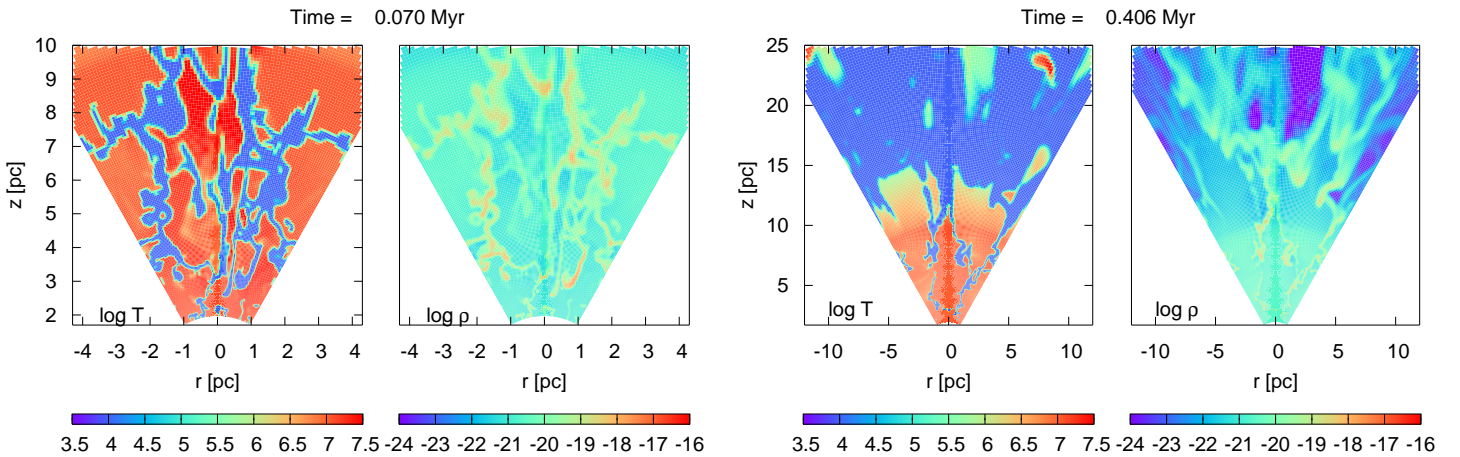 Time = 0.070 Myr
Time = 0.406 Myr
z [pc]
10
9
8
7
6
5
4
3
2
log T
log ρ
-4 -3 -2 -1 0 1 2 3 4
-4 -3 -2 -1 0 1 2 3 4
r [pc]
r [pc]
3.5 4 4.5 5 5.5 6 6.5 7 7.5
-24 -23 -22 -21 -20 -19 -18 -17 -16
z [pc]
25
20
15
10
5
log T
log ρ
-10 -5 0 5 10
-10 -5 0 5 10
r [pc]
r [pc]
3.5 4 4.5 5 5.5 6 6.5 7 7.5
-24 -23 -22 -21 -20 -19 -18 -17 -16